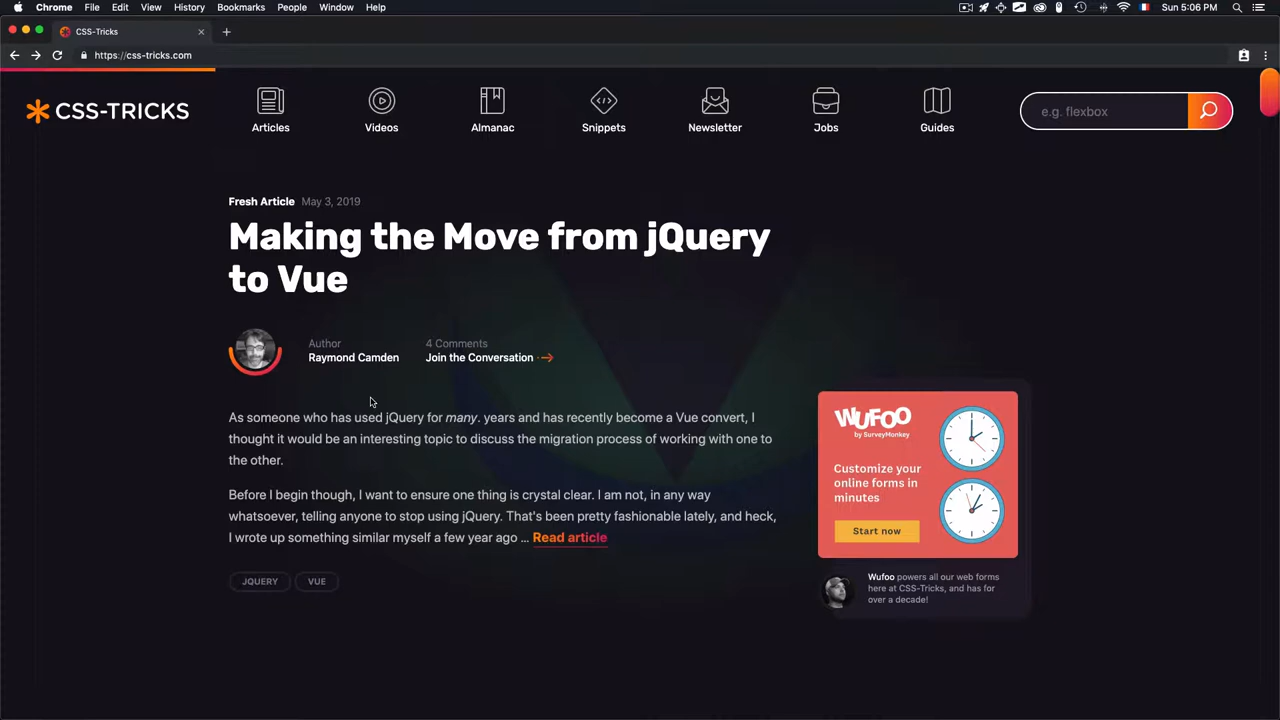 Chrome File Edit View History Bookmarks People Window Help Sun 5:06 PM
CSS-Tricks
https://css-tricks.com
CSS-TRICKS
Articles Videos Almanac Snippets Newsletter Jobs Guides
e.g. flexbox
Fresh Article May 3, 2019
Making the Move from jQuery
to Vue
Author
Raymond Camden
4 Comments
Join the Conversation
As someone who has used jQuery for many. years and has recently become a Vue convert, I
thought it would be an interesting topic to discuss the migration process of working with one to
the other.
Before I begin though, I want to ensure one thing is crystal clear. I am not, in any way
whatsoever, telling anyone to stop using jQuery. That's been pretty fashionable lately, and heck,
I wrote up something similar myself a few year ago ... Read article
JQUERY VUE
WUFOO
by SurveyMonkey
Customize your
online forms in
minutes
Start now
Wufoo powers all our web forms
here at CSS-Tricks, and has for
over a decade!